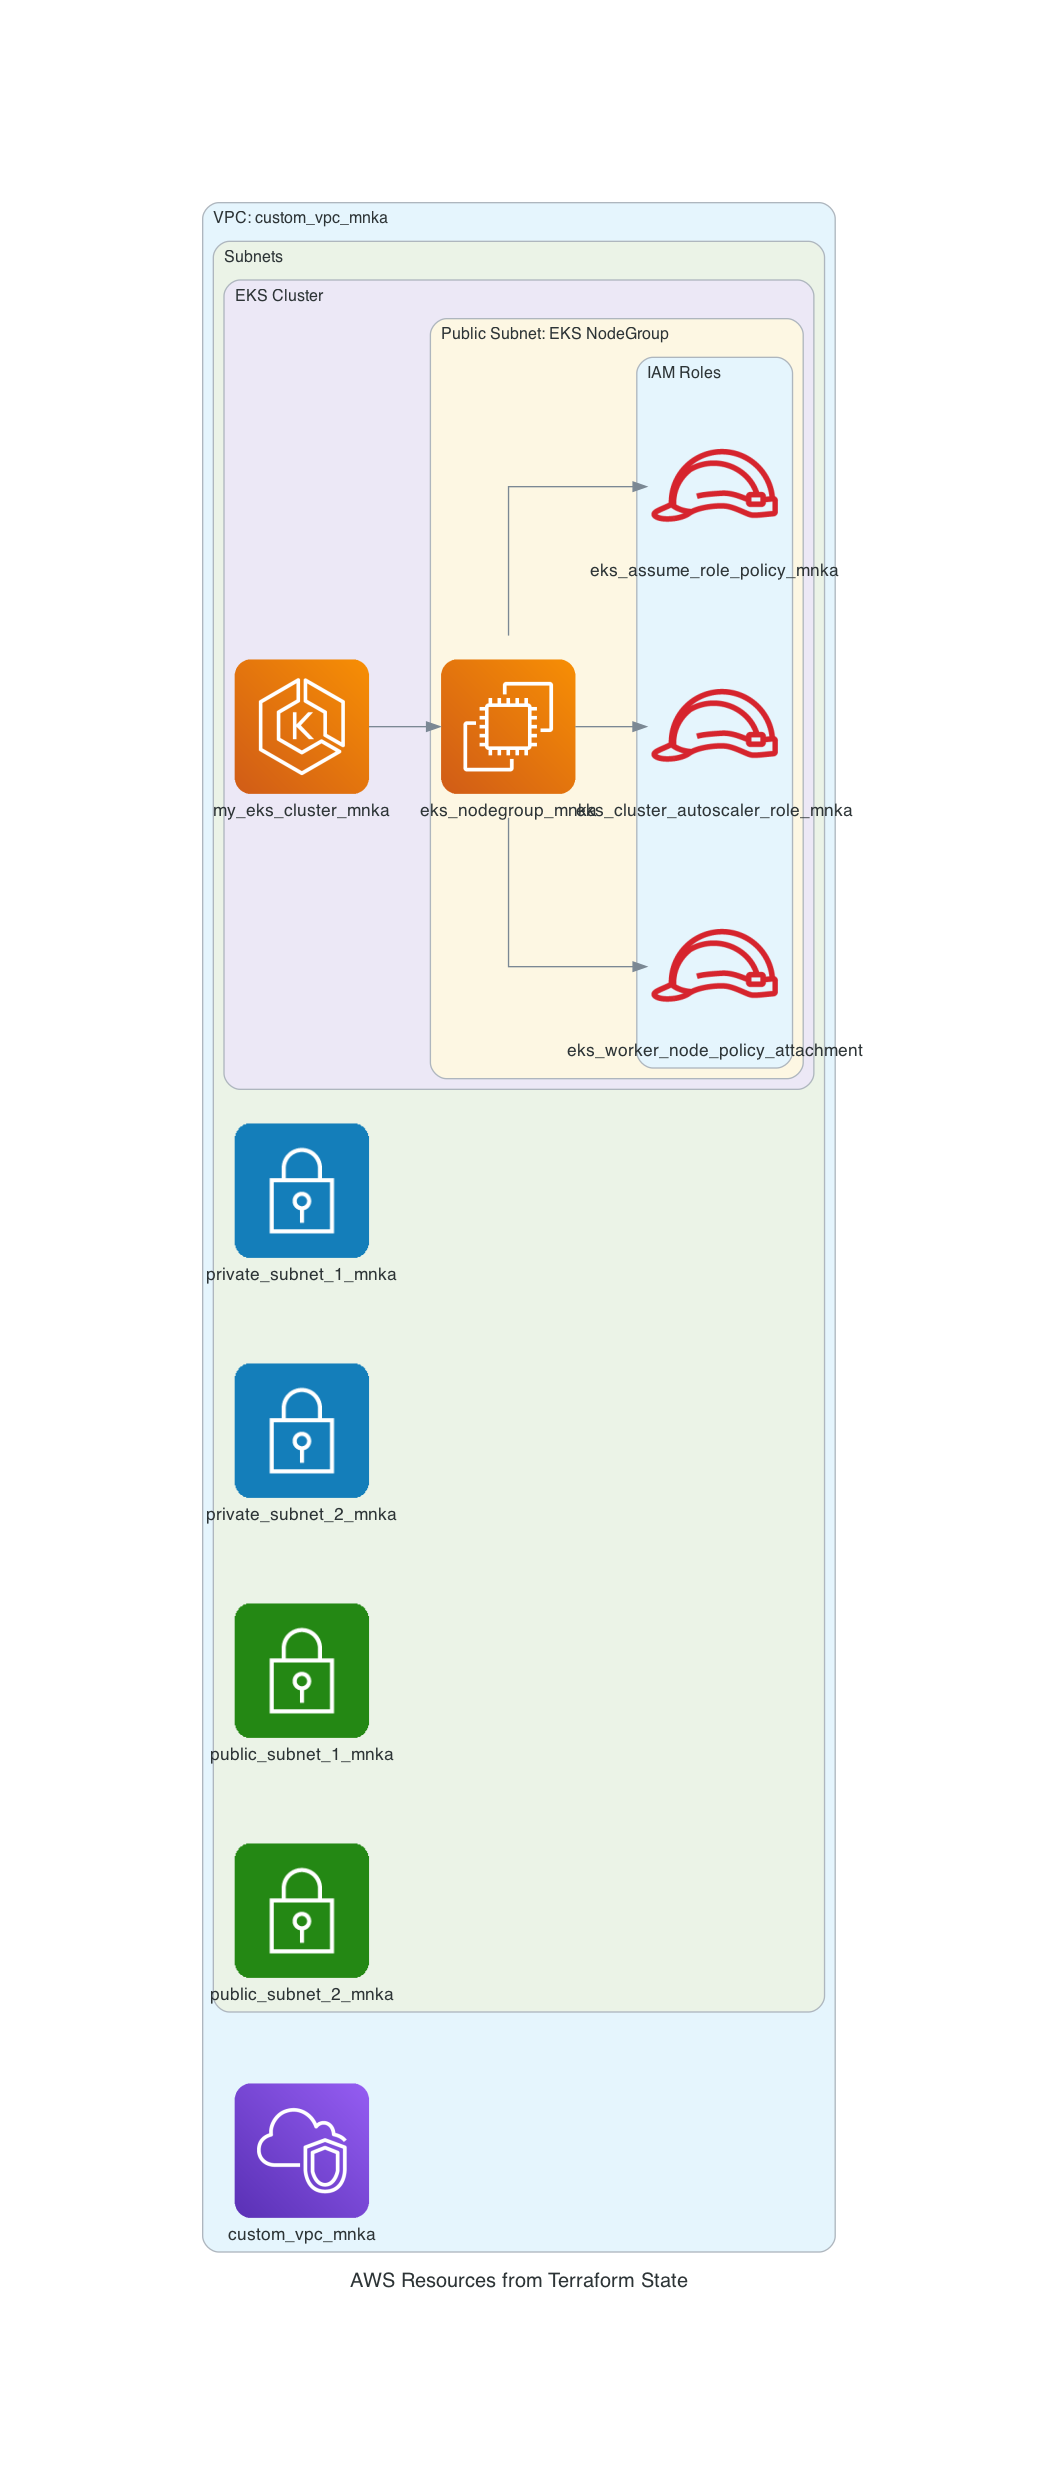 VPC: custom_vpc_mnka
Subnets
EKS Cluster
Public Subnet: EKS NodeGroup
IAM Roles
eks_assume_role_policy_mnka
my_eks_cluster_mnka
eks_nodegroup_mnka
eks_cluster_autoscaler_role_mnka
eks_worker_node_policy_attachment
private_subnet_1_mnka
private_subnet_2_mnka
public_subnet_1_mnka
public_subnet_2_mnka
custom_vpc_mnka
AWS Resources from Terraform State